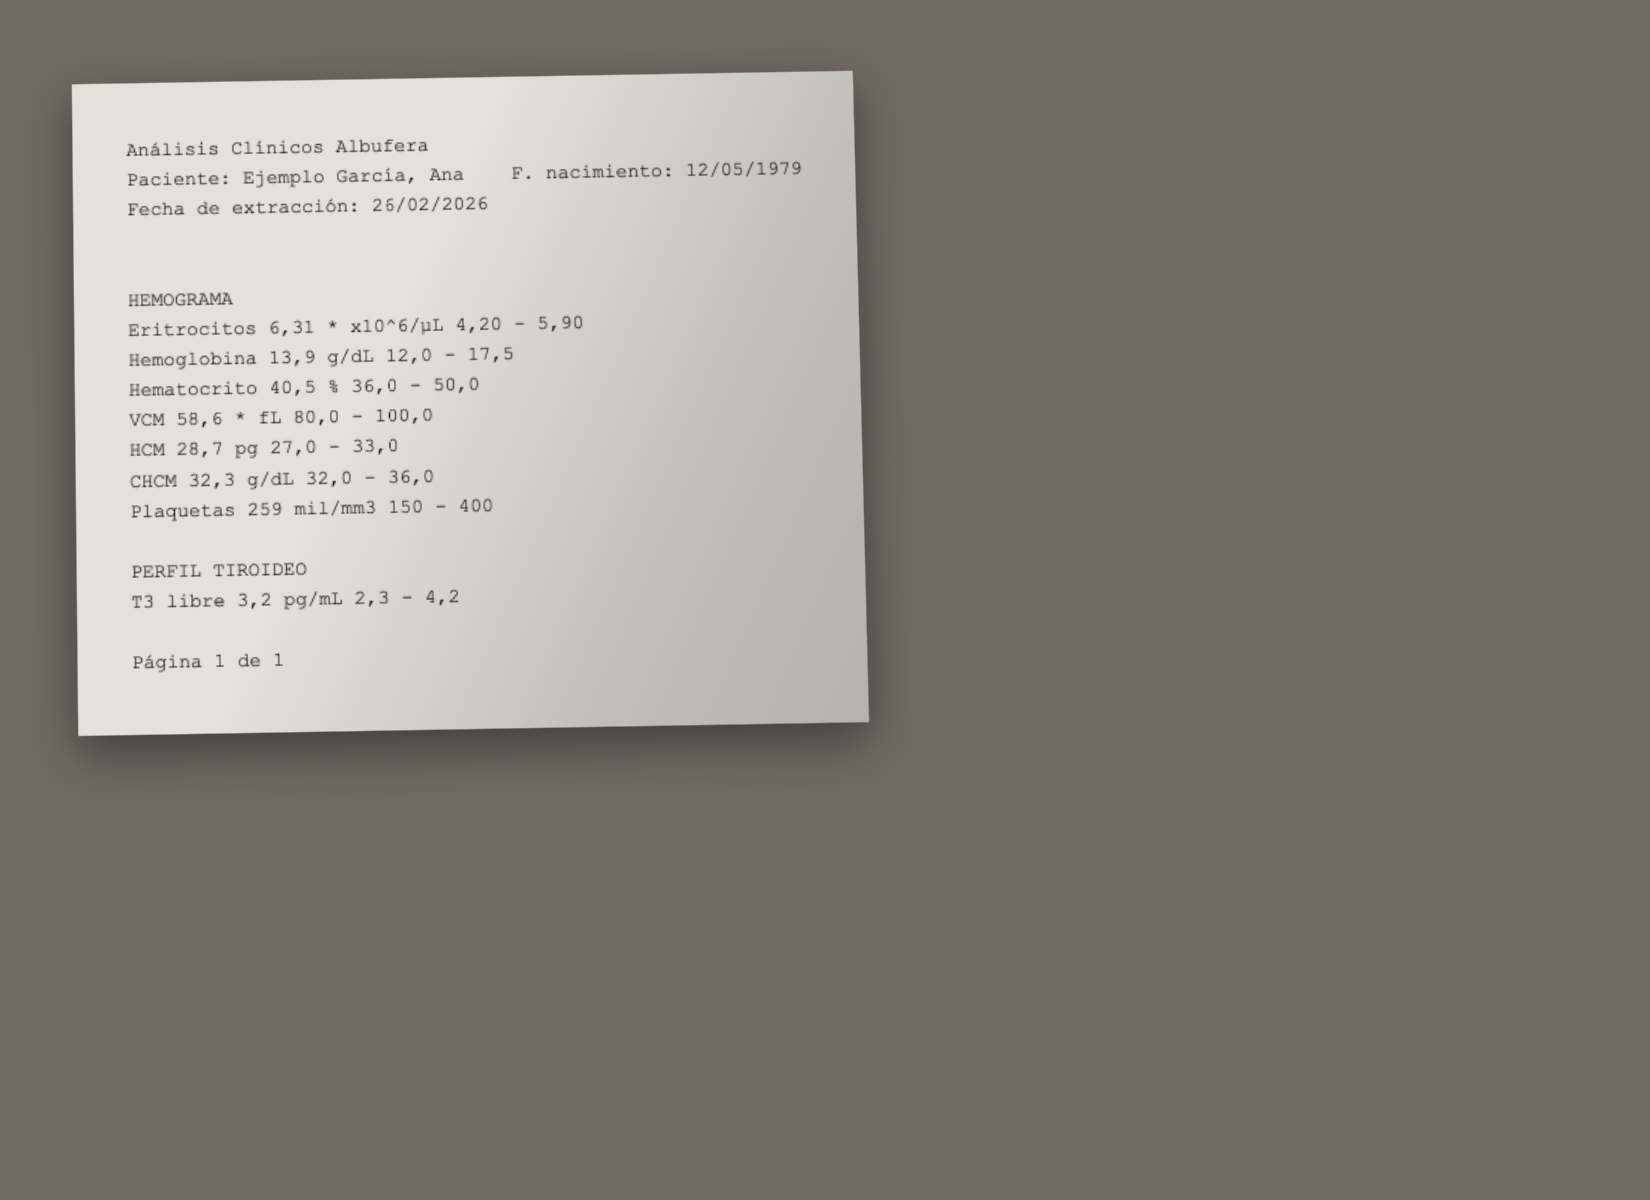 Análisis Clínicos Albufera
Paciente: Ejemplo García, Ana    F. nacimiento: 12/05/1979
Fecha de extracción: 26/02/2026
HEMOGRAMA
Eritrocitos 6,31 * x10^6/µL 4,20 - 5,90
Hemoglobina 13,9 g/dL 12,0 - 17,5
Hematocrito 40,5 % 36,0 - 50,0
VCM 58,6 * fL 80,0 - 100,0
HCM 28,7 pg 27,0 - 33,0
CHCM 32,3 g/dL 32,0 - 36,0
Plaquetas 259 mil/mm3 150 - 400
PERFIL TIROIDEO
T3 libre 3,2 pg/mL 2,3 - 4,2
Página 1 de 1